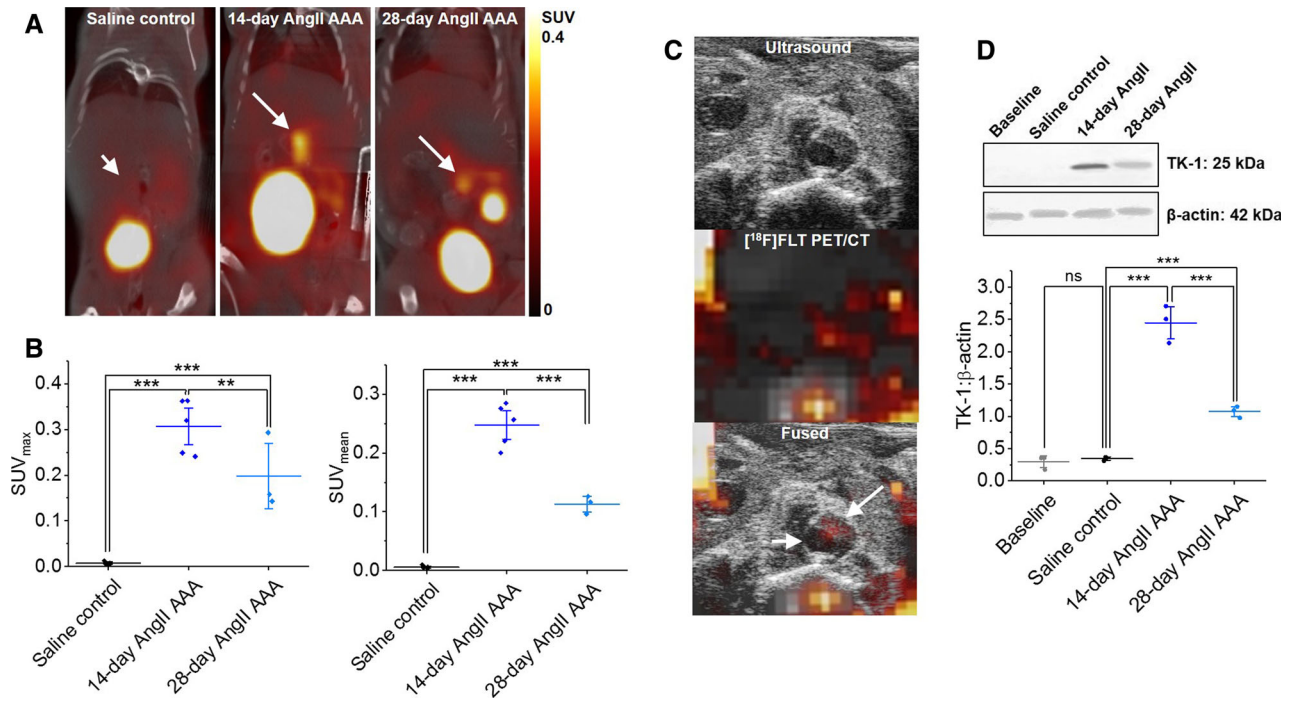 A
Saline control
14-day AngII AAA
28-day AngII AAA
SUV
0.4
0
B
SUVmax
0.4
0.3
0.2
0.1
0.0
***
***
**
Saline control
14-day AngII AAA
28-day AngII AAA
SUVmean
0.3
0.2
0.1
0.0
***
***
***
Saline control
14-day AngII AAA
28-day AngII AAA
C
Ultrasound
[¹⁸F]FLT PET/CT
Fused
D
Baseline
Saline control
14-day AngII
28-day AngII
TK-1: 25 kDa
β-actin: 42 kDa
TK-1:β-actin
3.0
2.5
2.0
1.5
1.0
0.5
0.0
ns
***
***
***
Baseline
Saline control
14-day AngII AAA
28-day AngII AAA